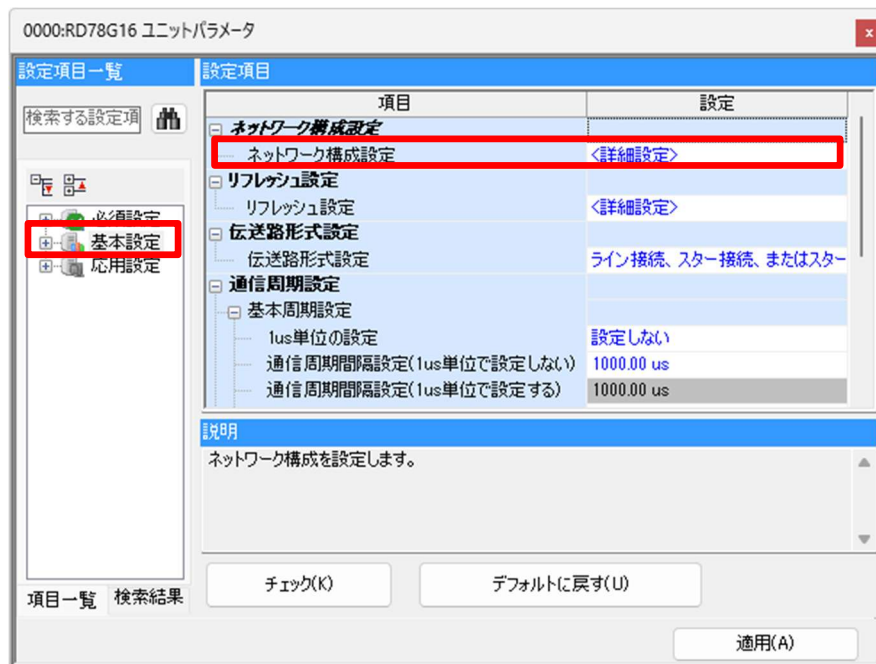 0000:RD78G16 ユニットパラメータ
x
設定項目一覧
検索する設定項
必須設定
基本設定
応用設定
項目一覧 検索結果
設定項目
項目 設定
ネットワーク構成設定
ネットワーク構成設定 <詳細設定>
リフレッシュ設定
リフレッシュ設定 <詳細設定>
伝送路形式設定
伝送路形式設定 ライン接続、スター接続、またはスター
通信周期設定
基本周期設定
1us単位の設定 設定しない
通信周期間隔設定(1us単位で設定しない) 1000.00 us
通信周期間隔設定(1us単位で設定する) 1000.00 us
説明
ネットワーク構成を設定します。
チェック(K) デフォルトに戻す(U)
適用(A)